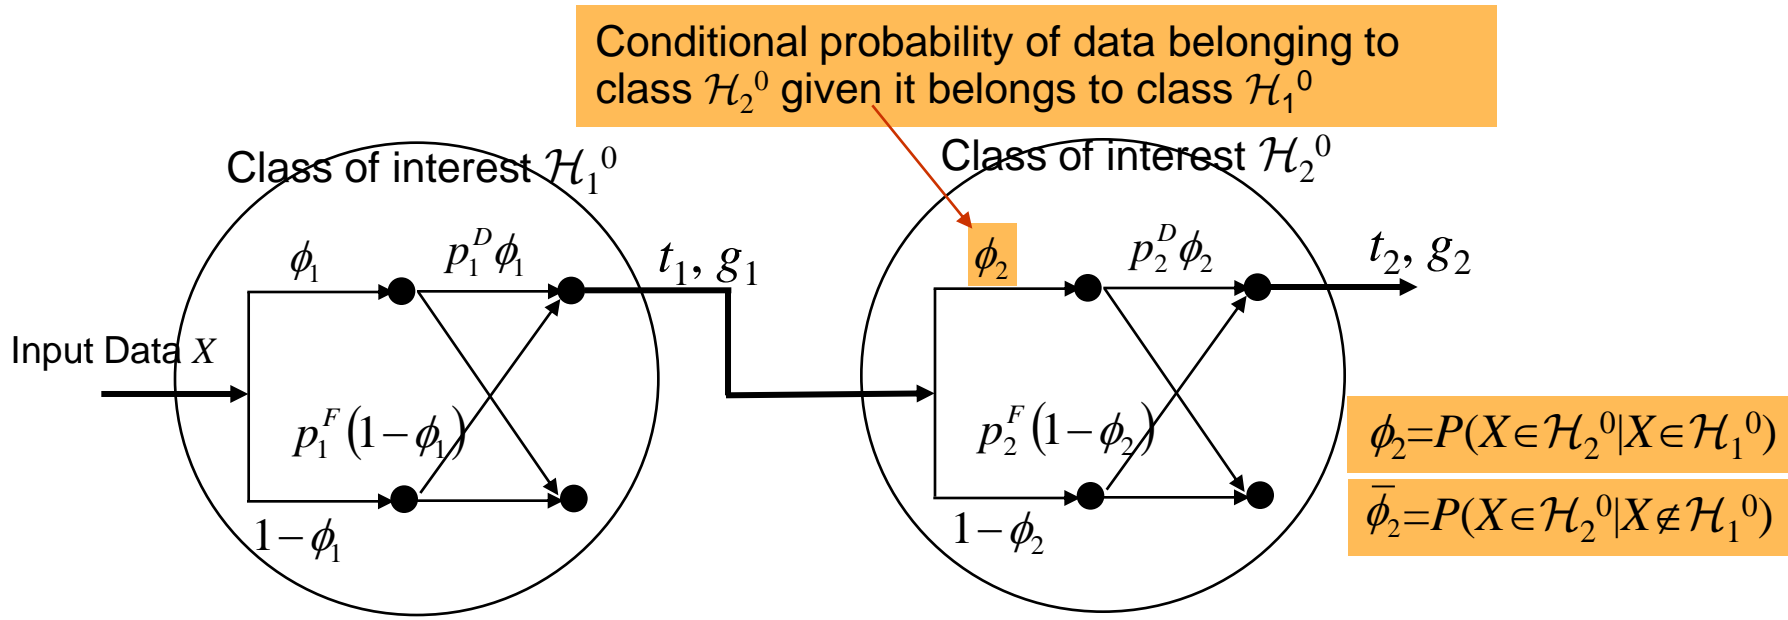 Conditional probability of data belonging to
class ℋ₂⁰ given it belongs to class ℋ₁⁰
Class of interest ℋ₁⁰
Class of interest ℋ₂⁰
ϕ₁
p₁ᴰϕ₁
t₁, g₁
ϕ₂
p₂ᴰϕ₂
t₂, g₂
Input Data X
p₁ᶠ(1−ϕ₁)
p₂ᶠ(1−ϕ₂)
ϕ₂=P(X∈ℋ₂⁰|X∈ℋ₁⁰)
ϕ̅₂=P(X∈ℋ₂⁰|X∉ℋ₁⁰)
1−ϕ₁
1−ϕ₂